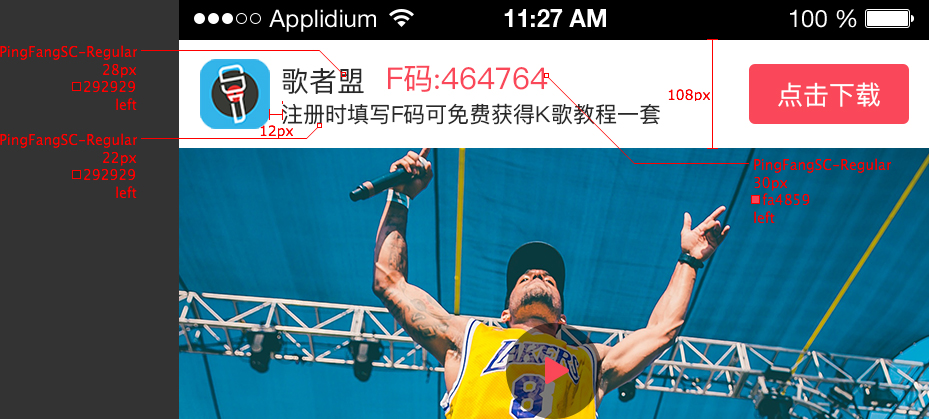 Applidium 11:27 AM 100 %
PingFangSC-Regular
28px
292929
left
歌者盟 F码:464764
注册时填写F码可免费获得K歌教程一套
点击下载
108px
12px
PingFangSC-Regular
22px
292929
left
PingFangSC-Regular
30px
fa4859
left
LAKERS
8